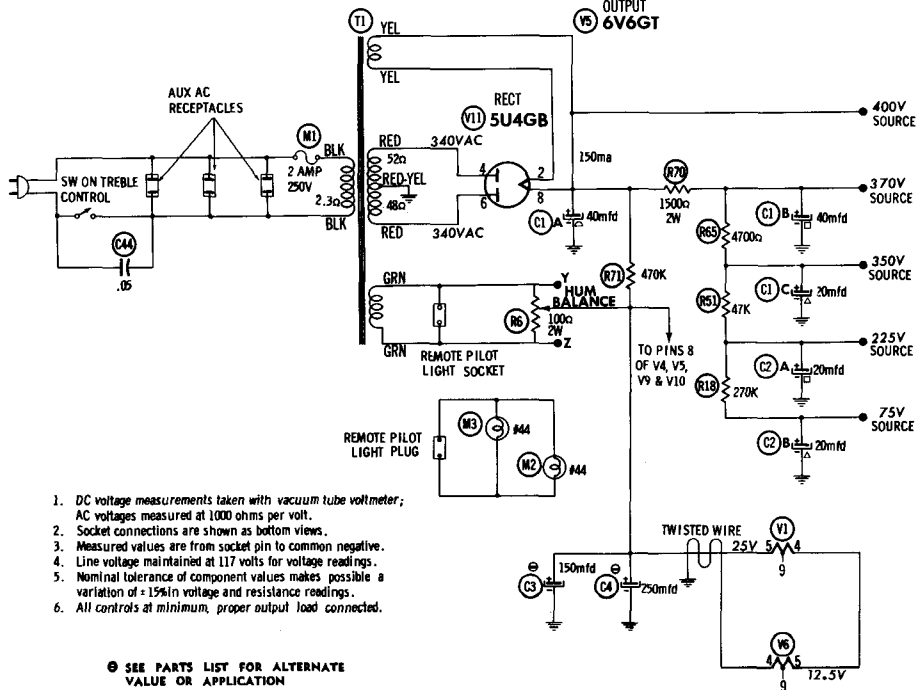 OUTPUT
V5 6V6GT
T1
YEL
YEL
AUX AC
RECEPTACLES
RECT
V11 5U4GB
400V
SOURCE
M1
BLK
2 AMP
250V
2.3Ω
BLK
RED
340VAC
52Ω
RED-YEL
48Ω
RED
340VAC
4
6
2
8
150ma
C1 A 40mfd
R70
1500Ω
2W
370V
SOURCE
SW ON TREBLE
CONTROL
C44
.05
R65
4700Ω
C1 B
40mfd
R71
470K
350V
SOURCE
R51
47K
C1 C
20mfd
GRN
GRN
Y
HUM
BALANCE
R6
100Ω
2W
Z
REMOTE PILOT
LIGHT SOCKET
TO PINS 8
OF V4, V5,
V9 & V10
225V
SOURCE
C2 A
20mfd
R18
270K
75V
SOURCE
C2 B
20mfd
REMOTE PILOT
LIGHT PLUG
M3
#44
M2
#44
1. DC voltage measurements taken with vacuum tube voltmeter;
AC voltages measured at 1000 ohms per volt.
2. Socket connections are shown as bottom views.
3. Measured values are from socket pin to common negative.
4. Line voltage maintained at 117 volts for voltage readings.
5. Nominal tolerance of component values makes possible a
variation of ±15% in voltage and resistance readings.
6. All controls at minimum, proper output load connected.
TWISTED WIRE
25V
V1
5 4
9
C3
150mfd
C4
250mfd
V6
4 5
9
12.5V
⊖ SEE PARTS LIST FOR ALTERNATE
VALUE OR APPLICATION